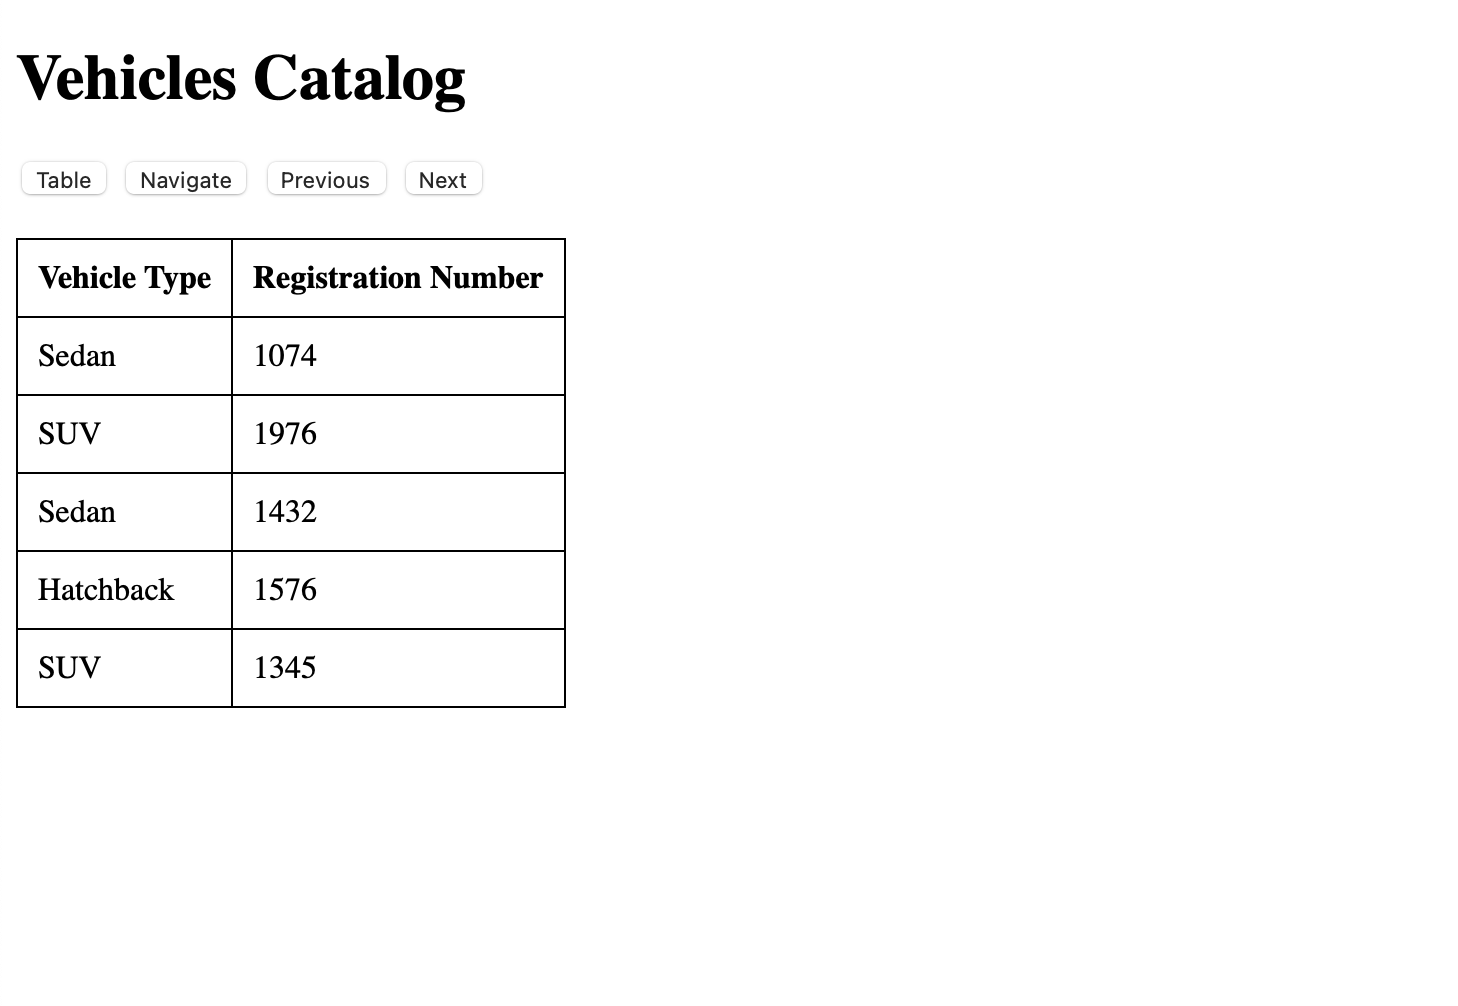 Vehicles Catalog
Table Navigate Previous Next
Vehicle Type Registration Number
Sedan 1074
SUV 1976
Sedan 1432
Hatchback 1576
SUV 1345